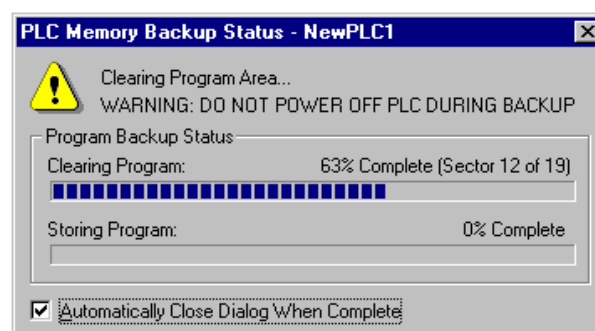 PLC Memory Backup Status - NewPLC1
Clearing Program Area...
WARNING: DO NOT POWER OFF PLC DURING BACKUP
Program Backup Status
Clearing Program: 63% Complete (Sector 12 of 19)
Storing Program: 0% Complete
Automatically Close Dialog When Complete